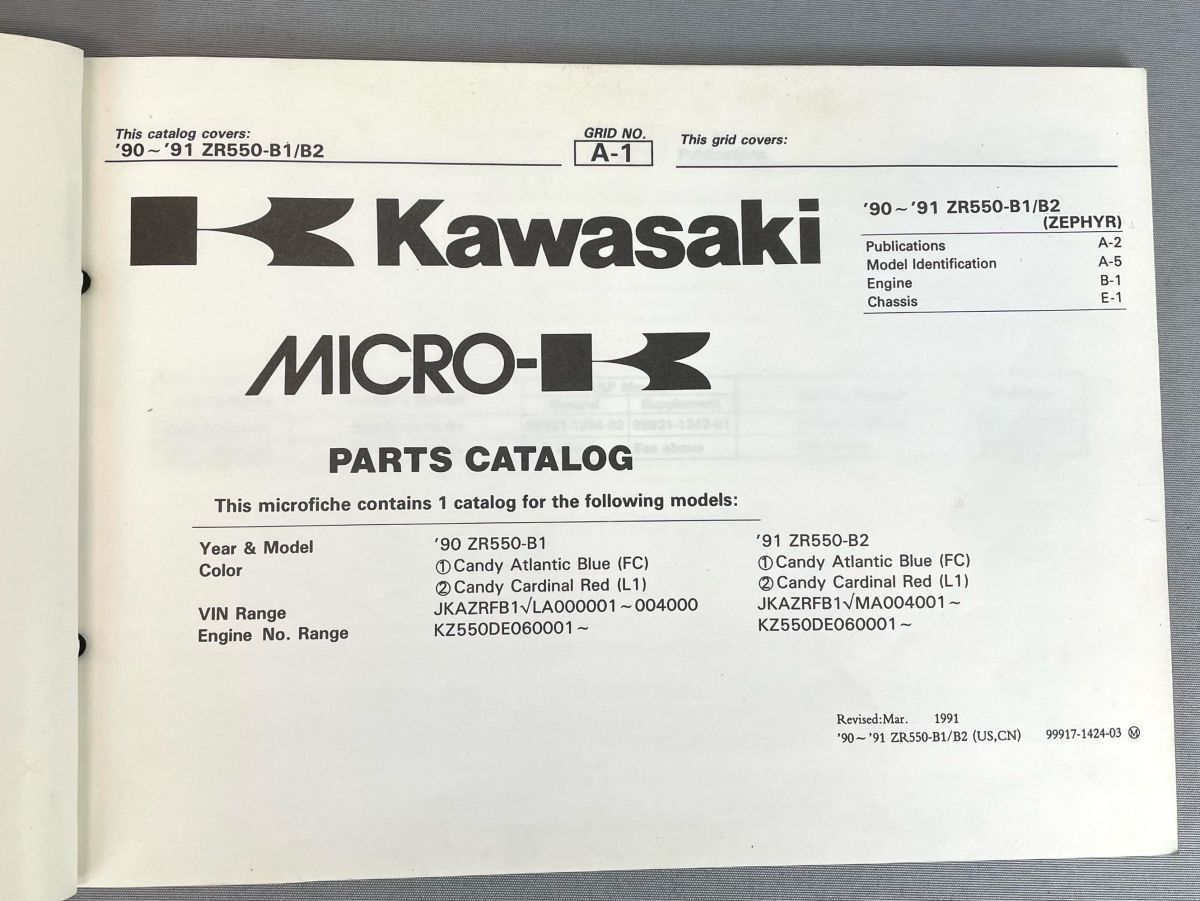 This catalog covers:
'90~'91 ZR550-B1/B2
GRID NO.
A-1
This grid covers:
Kawasaki
'90~'91 ZR550-B1/B2
(ZEPHYR)
Publications A-2
Model Identification A-5
Engine B-1
Chassis E-1
MICRO-K
PARTS CATALOG
This microfiche contains 1 catalog for the following models:
Year & Model '90 ZR550-B1 '91 ZR550-B2
Color ①Candy Atlantic Blue (FC) ①Candy Atlantic Blue (FC)
②Candy Cardinal Red (L1) ②Candy Cardinal Red (L1)
VIN Range JKAZRFB1√LA000001~004000 JKAZRFB1√MA004001~
Engine No. Range KZ550DE060001~ KZ550DE060001~
Revised:Mar. 1991
'90~'91 ZR550-B1/B2 (US,CN) 99917-1424-03 Ⓜ